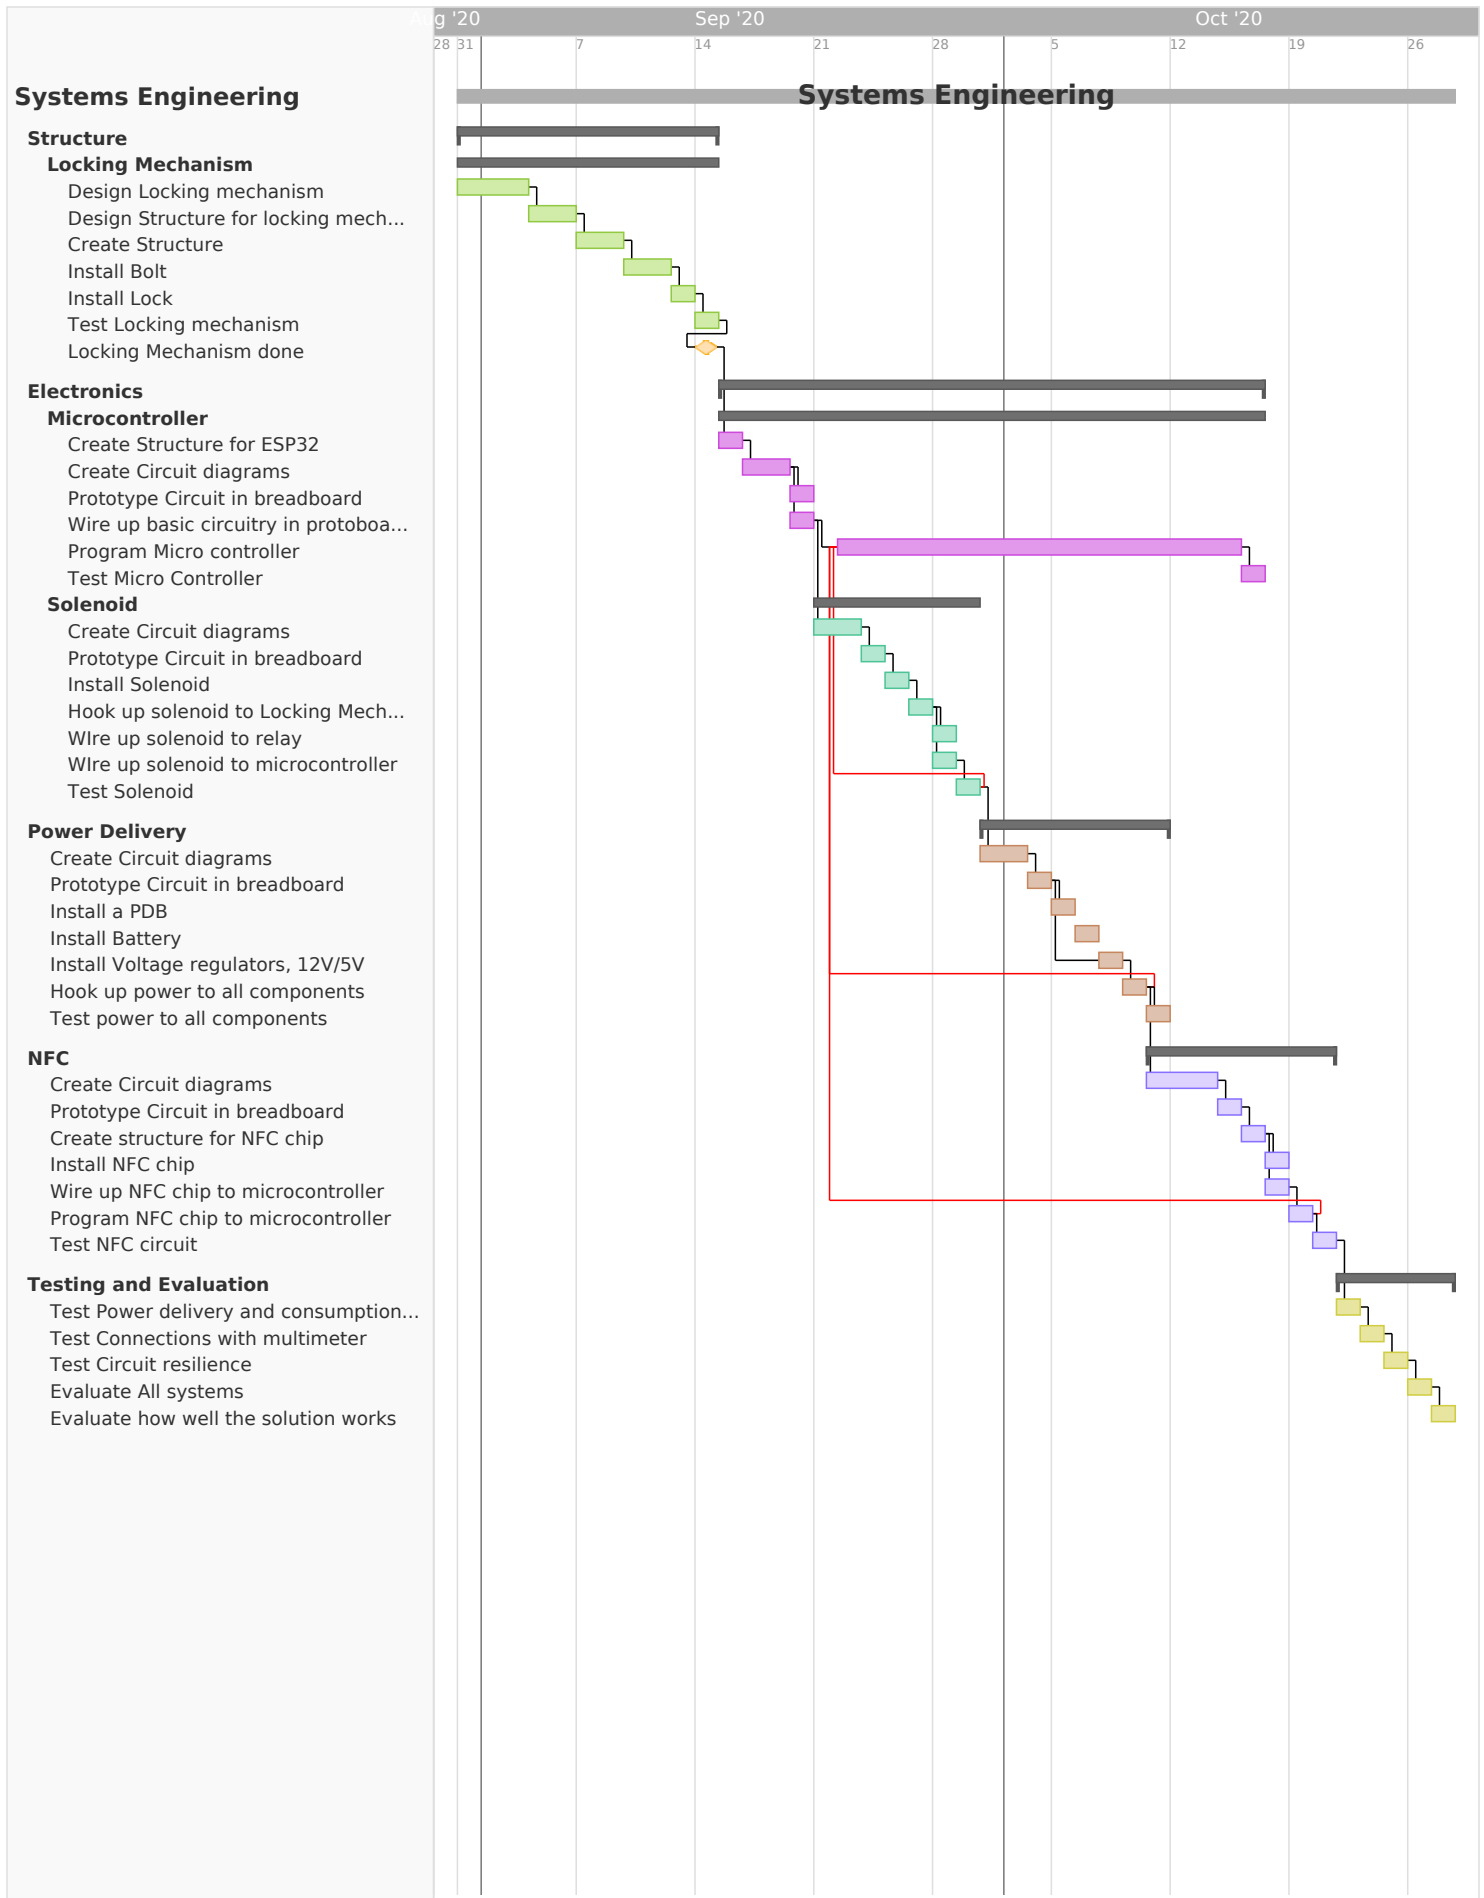 Aug '20 Sep '20 Oct '20
28 31 7 14 21 28 5 12 19 26
Systems Engineering Systems Engineering
Structure
Locking Mechanism
Design Locking mechanism
Design Structure for locking mech...
Create Structure
Install Bolt
Install Lock
Test Locking mechanism
Locking Mechanism done
Electronics
Microcontroller
Create Structure for ESP32
Create Circuit diagrams
Prototype Circuit in breadboard
Wire up basic circuitry in protoboa...
Program Micro controller
Test Micro Controller
Solenoid
Create Circuit diagrams
Prototype Circuit in breadboard
Install Solenoid
Hook up solenoid to Locking Mech...
WIre up solenoid to relay
WIre up solenoid to microcontroller
Test Solenoid
Power Delivery
Create Circuit diagrams
Prototype Circuit in breadboard
Install a PDB
Install Battery
Install Voltage regulators, 12V/5V
Hook up power to all components
Test power to all components
NFC
Create Circuit diagrams
Prototype Circuit in breadboard
Create structure for NFC chip
Install NFC chip
Wire up NFC chip to microcontroller
Program NFC chip to microcontroller
Test NFC circuit
Testing and Evaluation
Test Power delivery and consumption...
Test Connections with multimeter
Test Circuit resilience
Evaluate All systems
Evaluate how well the solution works